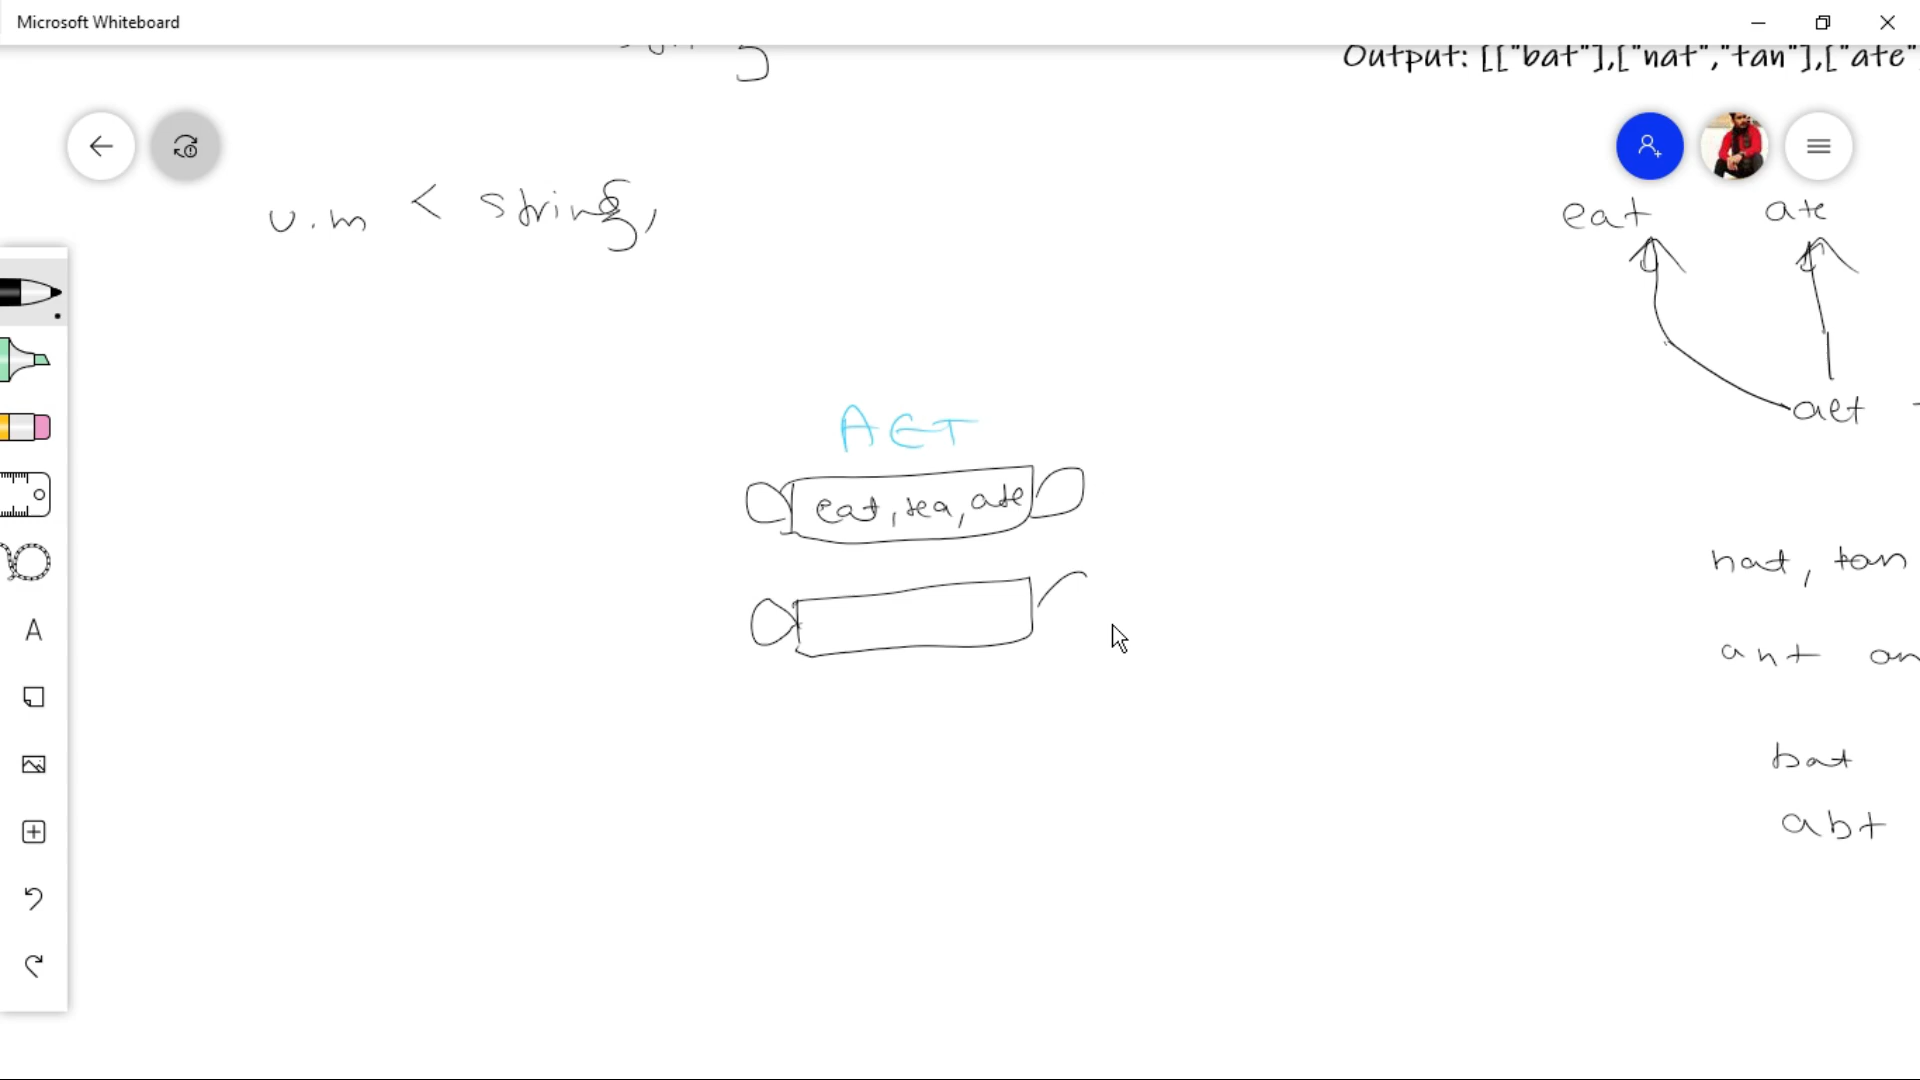 Microsoft Whiteboard
Output: [["bat"],["nat","tan"],["ate"
u.m < string,
eat ate
AET
aet
eat, tea, ate
nat, tan
ant an
bat
abt
A